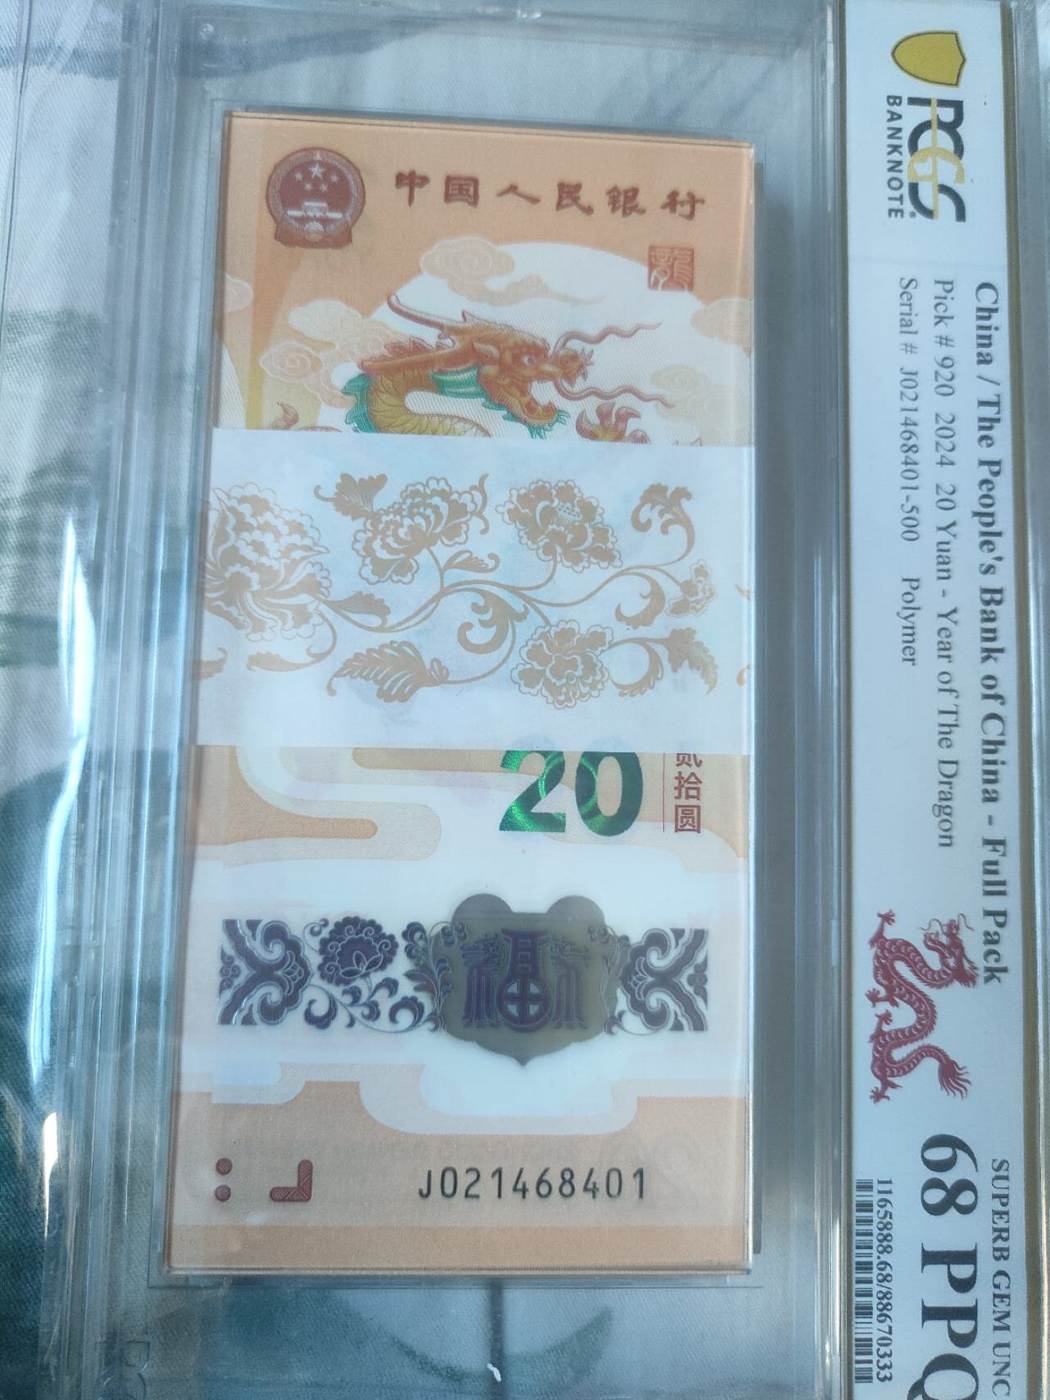 中国人民银行
龍
20
贰拾圆
福
J021468401
PCGS
BANKNOTE
China / The People's Bank of China - Full Pack
Pick # 920 2024 20 Yuan - Year of The Dragon
Serial # J021468401-500 Polymer
SUPERB GEM UNC
68 PPQ
1165888.68/88670333